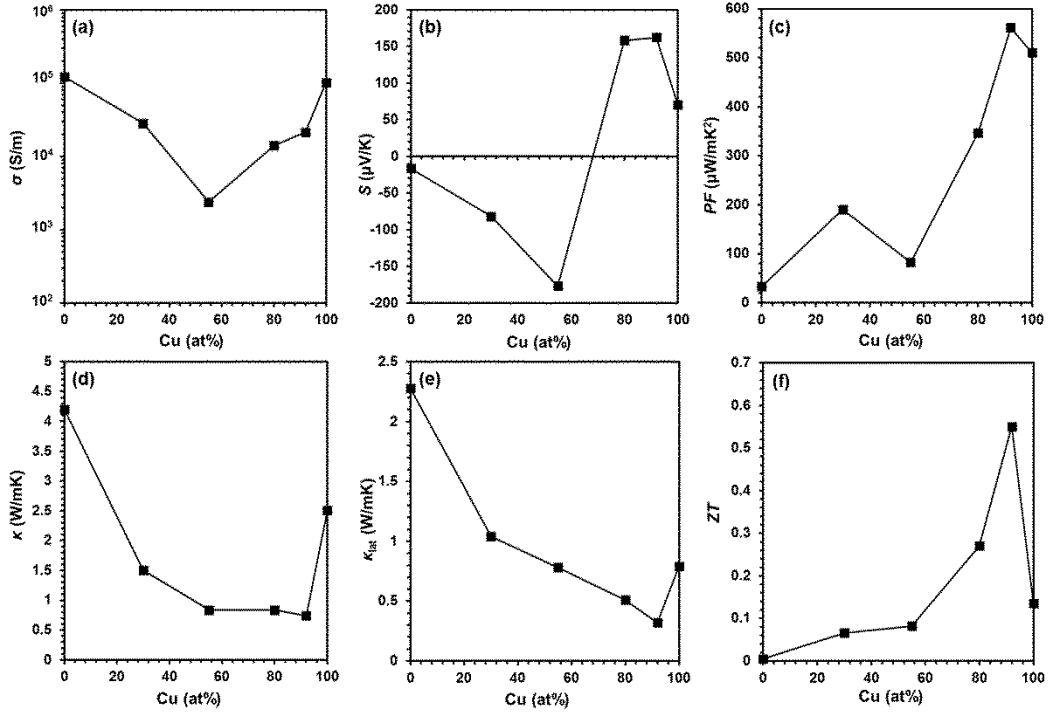 (a)
10⁶
10⁵
10⁴
10³
10²
σ (S/m)
0 20 40 60 80 100
Cu (at%)
(b)
200
150
100
50
0
-50
-100
-150
-200
S (µV/K)
0 20 40 60 80 100
Cu (at%)
(c)
600
500
400
300
200
100
0
PF (µW/mK²)
0 20 40 60 80 100
Cu (at%)
(d)
5
4.5
4
3.5
3
2.5
2
1.5
1
0.5
0
κ (W/mK)
0 20 40 60 80 100
Cu (at%)
(e)
2.5
2
1.5
1
0.5
0
κlat (W/mK)
0 20 40 60 80 100
Cu (at%)
(f)
0.7
0.6
0.5
0.4
0.3
0.2
0.1
0
ZT
0 20 40 60 80 100
Cu (at%)